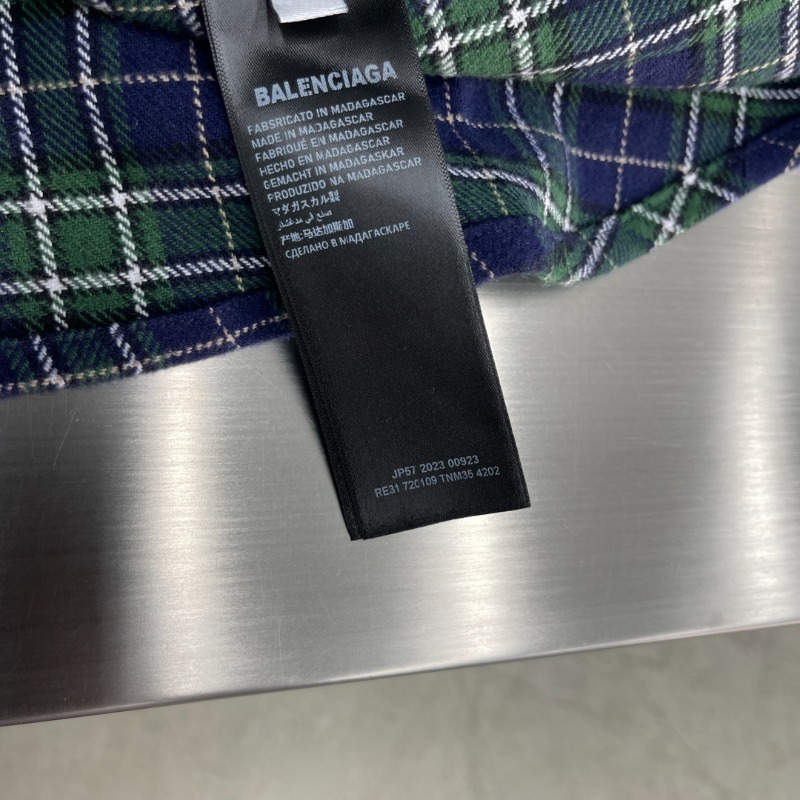 BALENCIAGA
FABRICATO IN MADAGASCAR
MADE IN MADAGASCAR
FABRIQUÉ EN MADAGASCAR
HECHO EN MADAGASCAR
GEMACHT IN MADAGASKAR
PRODUZIDO NA MADAGASCAR
マダガスカル製
صنع في مدغشقر
产地:马达加斯加
СДЕЛАНО В МАДАГАСКАРЕ
JP57 2023 00923
RE31 720109 TNM36 4202